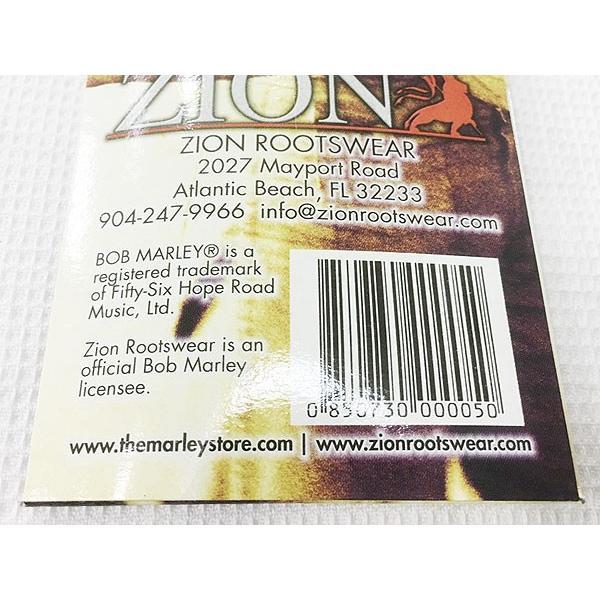 ZION
ZION ROOTSWEAR
2027 Mayport Road
Atlantic Beach, FL 32233
904-247-9966 info@zionrootswear.com
BOB MARLEY® is a
registered trademark
of Fifty-Six Hope Road
Music, Ltd.
Zion Rootswear is an
official Bob Marley
licensee.
0 850730 000050
www.themarleystore.com | www.zionrootswear.com